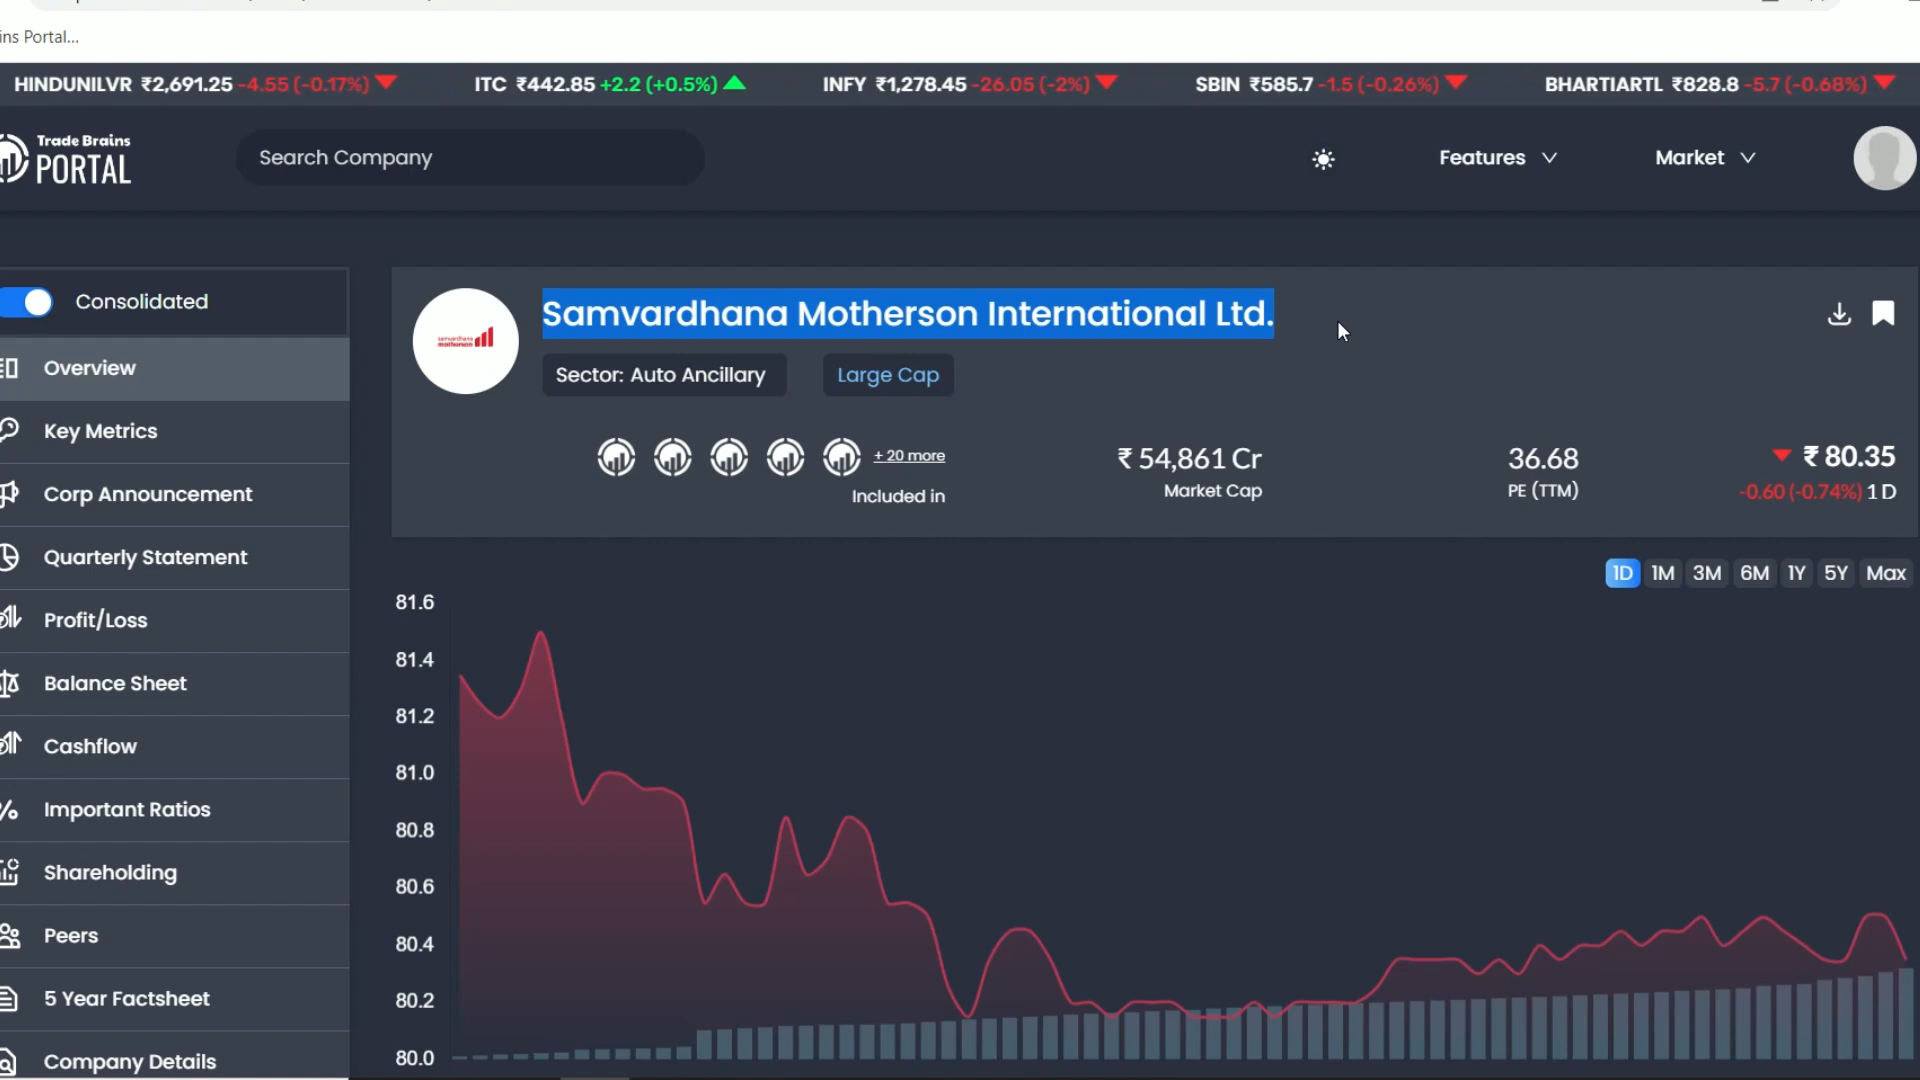 ins Portal...
HINDUNILVR ₹2,691.25 -4.55 (-0.17%) ITC ₹442.85 +2.2 (+0.5%) INFY ₹1,278.45 -26.05 (-2%) SBIN ₹585.7 -1.5 (-0.26%) BHARTIARTL ₹828.8 -5.7 (-0.68%)
Trade Brains
PORTAL
Search Company
Features
Market
Consolidated
Overview
Key Metrics
Corp Announcement
Quarterly Statement
Profit/Loss
Balance Sheet
Cashflow
Important Ratios
Shareholding
Peers
5 Year Factsheet
Company Details
samvardhana
motherson
Samvardhana Motherson International Ltd.
Sector: Auto Ancillary
Large Cap
+ 20 more
Included in
₹ 54,861 Cr
Market Cap
36.68
PE (TTM)
₹ 80.35
-0.60 (-0.74%) 1 D
1D 1M 3M 6M 1Y 5Y Max
81.6
81.4
81.2
81.0
80.8
80.6
80.4
80.2
80.0